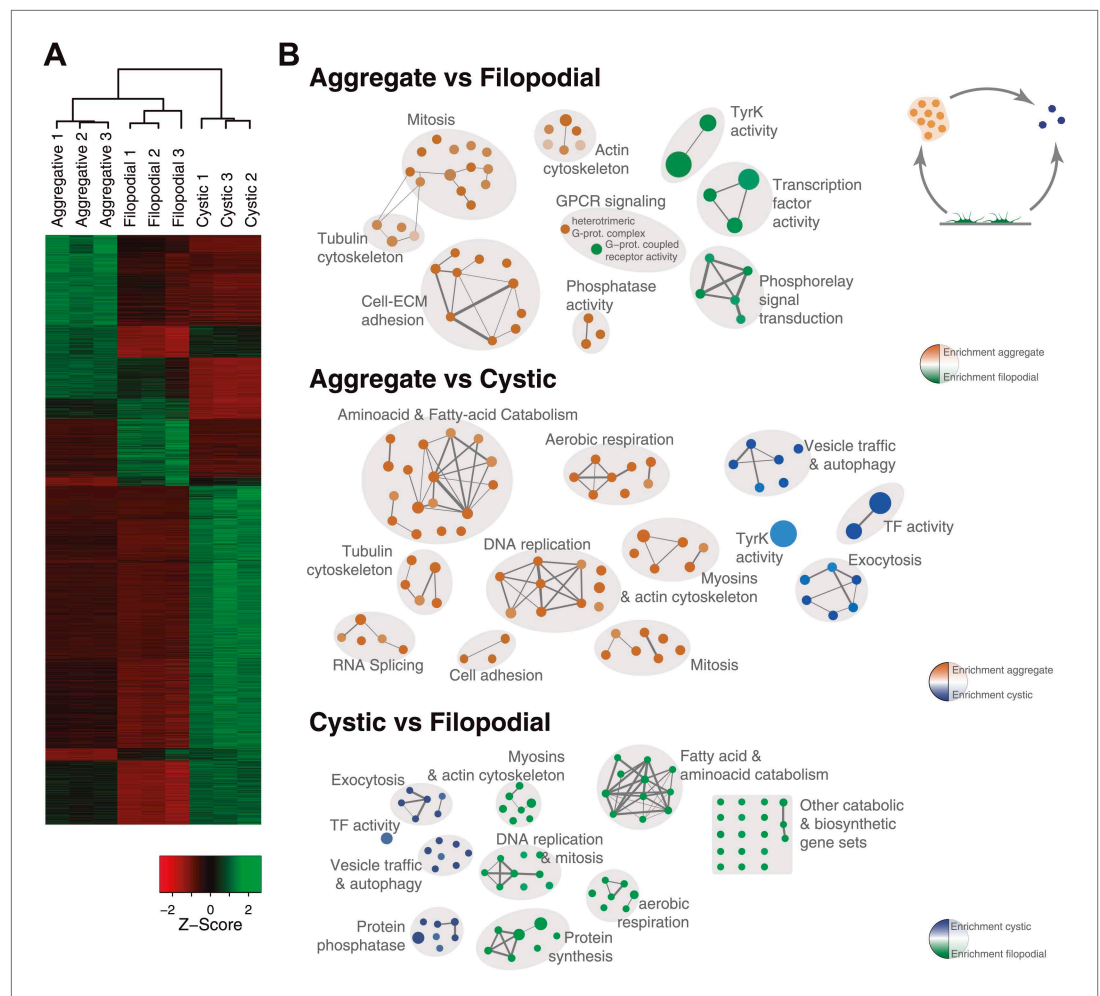 A
Aggregative 1
Aggregative 2
Aggregative 3
Filopodial 1
Filopodial 2
Filopodial 3
Cystic 1
Cystic 3
Cystic 2
−2
0
2
Z−Score
B
Aggregate vs Filopodial
Mitosis
Actin
cytoskeleton
TyrK
activity
Transcription
factor
activity
GPCR signaling
heterotrimeric
G-prot. complex
G−prot. coupled
receptor activity
Tubulin
cytoskeleton
Cell-ECM
adhesion
Phosphatase
activity
Phosphorelay
signal
transduction
Enrichment aggregate
Enrichment filopodial
Aggregate vs Cystic
Aminoacid & Fatty-acid Catabolism
Aerobic respiration
Vesicle traffic
& autophagy
TF activity
TyrK
activity
Exocytosis
Tubulin
cytoskeleton
DNA replication
Myosins
& actin cytoskeleton
RNA Splicing
Cell adhesion
Mitosis
Enrichment aggregate
Enrichment cystic
Cystic vs Filopodial
Exocytosis
Myosins
& actin cytoskeleton
Fatty acid &
aminoacid catabolism
TF activity
Other catabolic
& biosynthetic
gene sets
DNA replication
& mitosis
Vesicle traffic
& autophagy
aerobic
respiration
Protein
phosphatase
Protein
synthesis
Enrichment cystic
Enrichment filopodial